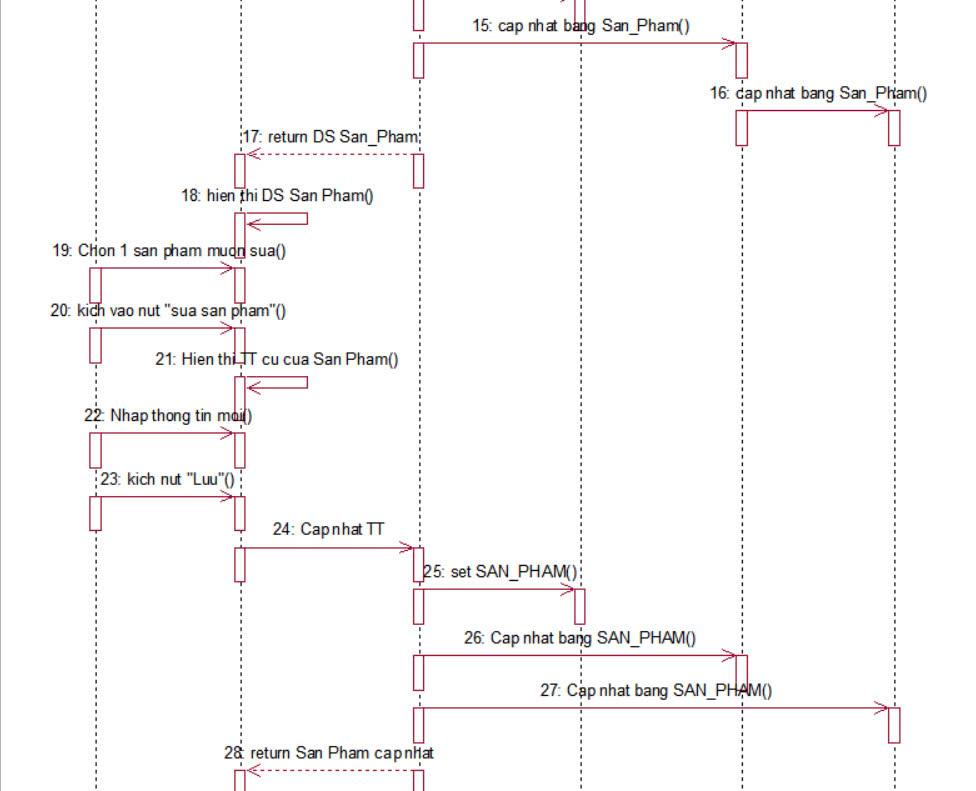 15: cap nhat bang San_Pham()
16: cap nhat bang San_Pham()
17: return DS San_Pham
18: hien thi DS San Pham()
19: Chon 1 san pham muon sua()
20: kich vao nut "sua san pham"()
21: Hien thi TT cu cua San Pham()
22: Nhap thong tin moi()
23: kich nut "Luu"()
24: Cap nhat TT
25: set SAN_PHAM()
26: Cap nhat bang SAN_PHAM()
27: Cap nhat bang SAN_PHAM()
28: return San Pham cap nhat